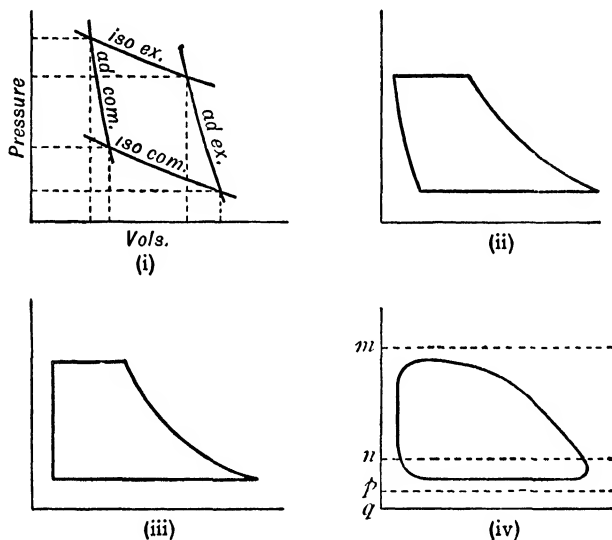 iso ex.
ad com.
ad ex.
iso com.
Pressure
Vols.
(i)
(ii)
(iii)
m
n
p
q
(iv)